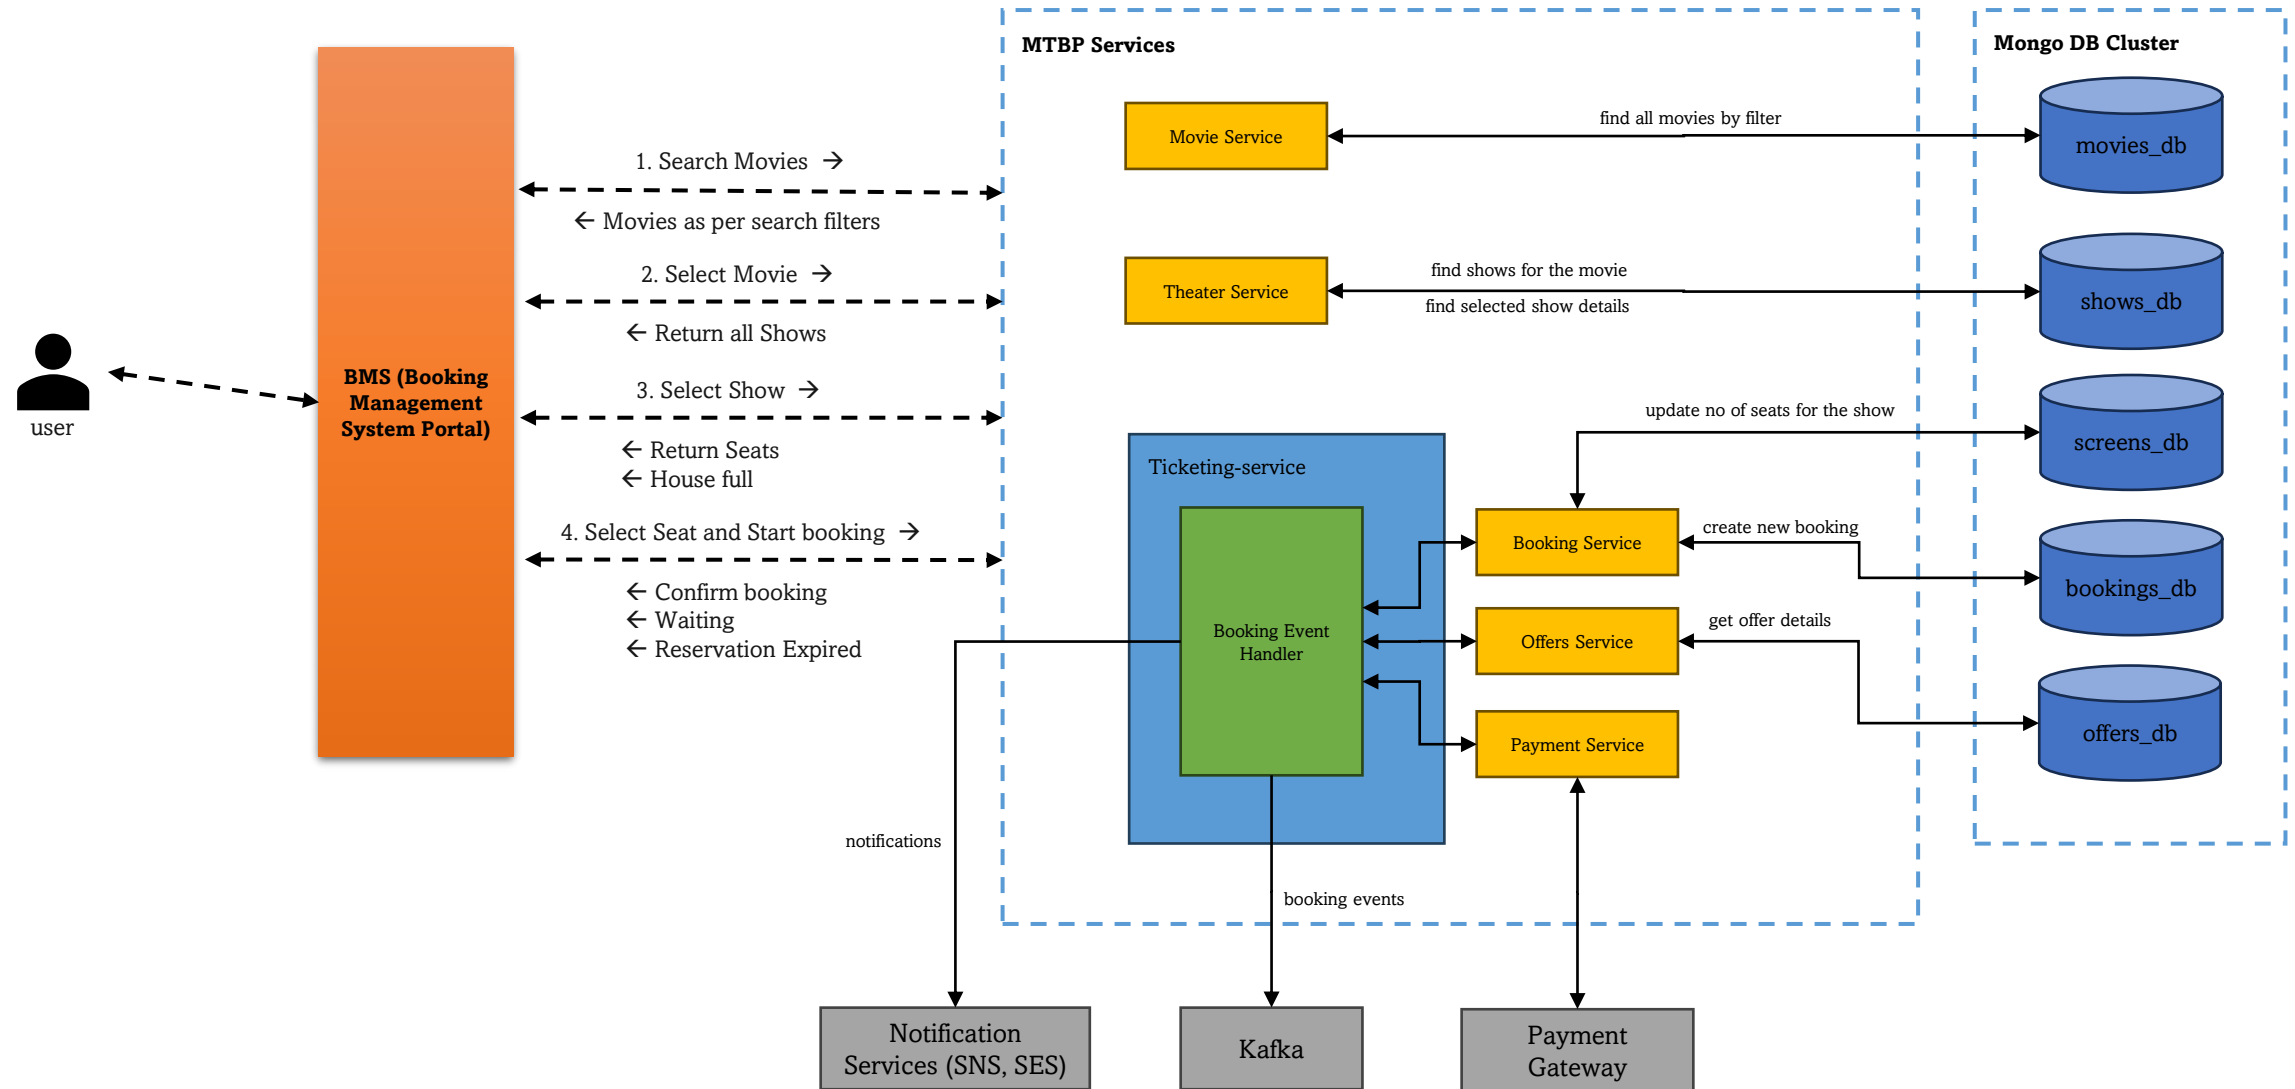 MTBP Services
Mongo DB Cluster
Movie Service
find all movies by filter
movies_db
1. Search Movies →
← Movies as per search filters
2. Select Movie →
← Return all Shows
Theater Service
find shows for the movie
find selected show details
shows_db
user
BMS (Booking
Management
System Portal)
3. Select Show →
← Return Seats
← House full
update no of seats for the show
screens_db
Ticketing-service
4. Select Seat and Start booking →
← Confirm booking
← Waiting
← Reservation Expired
Booking Event
Handler
Booking Service
create new booking
bookings_db
Offers Service
get offer details
offers_db
Payment Service
notifications
booking events
Notification
Services (SNS, SES)
Kafka
Payment
Gateway